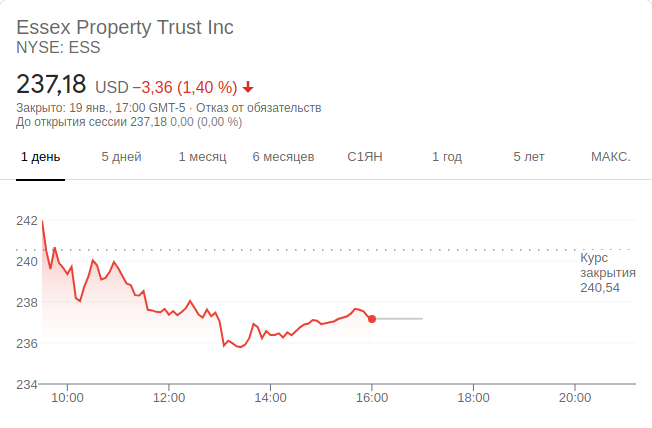 Essex Property Trust Inc
NYSE: ESS
237,18 USD −3,36 (1,40 %)
Закрыто: 19 янв., 17:00 GMT-5 · Отказ от обязательств
До открытия сессии 237,18 0,00 (0,00 %)
1 день 5 дней 1 месяц 6 месяцев С1ЯН 1 год 5 лет МАКС.
242
240
238
236
234
Курс
закрытия
240,54
10:00 12:00 14:00 16:00 18:00 20:00